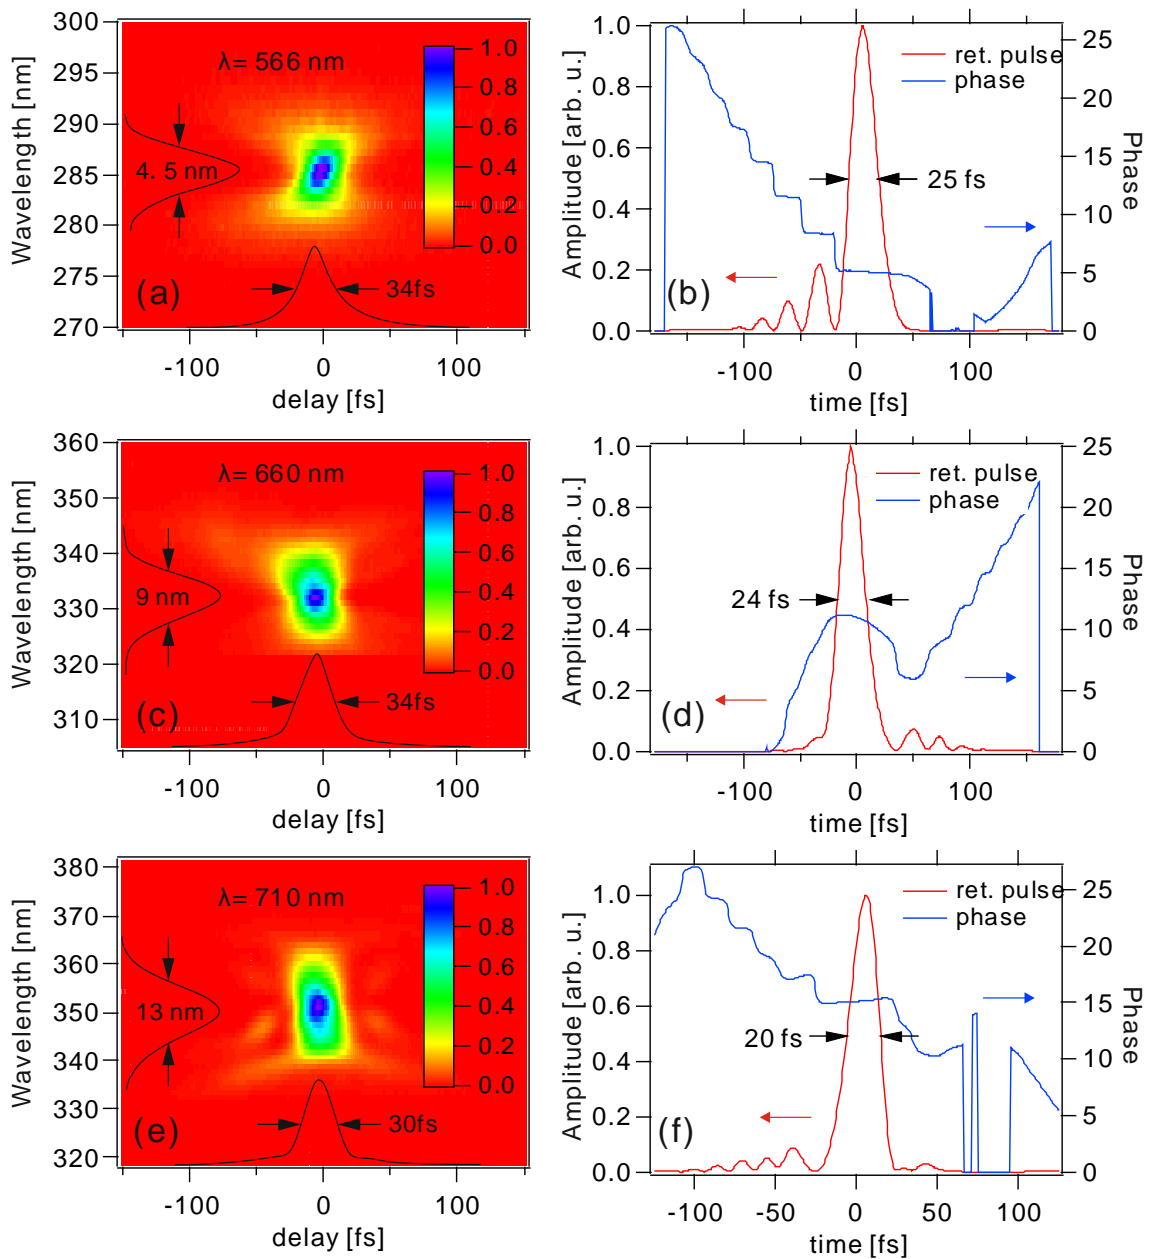 300
295
290
285
280
275
270
Wavelength [nm]
λ= 566 nm
1.0
0.8
0.6
0.4
0.2
0.0
4. 5 nm
34fs
(a)
-100 0 100
delay [fs]
1.0
0.8
0.6
0.4
0.2
0.0
Amplitude [arb. u.]
ret. pulse
phase
25 fs
(b)
25
20
15
10
5
0
Phase
-100 0 100
time [fs]
360
350
340
330
320
310
Wavelength [nm]
λ= 660 nm
1.0
0.8
0.6
0.4
0.2
0.0
9 nm
34fs
(c)
-100 0 100
delay [fs]
1.0
0.8
0.6
0.4
0.2
0.0
Amplitude [arb. u.]
ret. pulse
phase
24 fs
(d)
25
20
15
10
5
0
Phase
-100 0 100
time [fs]
380
370
360
350
340
330
320
Wavelength [nm]
λ= 710 nm
1.0
0.8
0.6
0.4
0.2
0.0
13 nm
30fs
(e)
-100 0 100
delay [fs]
1.0
0.8
0.6
0.4
0.2
0.0
Amplitude [arb. u.]
ret. pulse
phase
20 fs
(f)
25
20
15
10
5
0
Phase
-100 -50 0 50 100
time [fs]